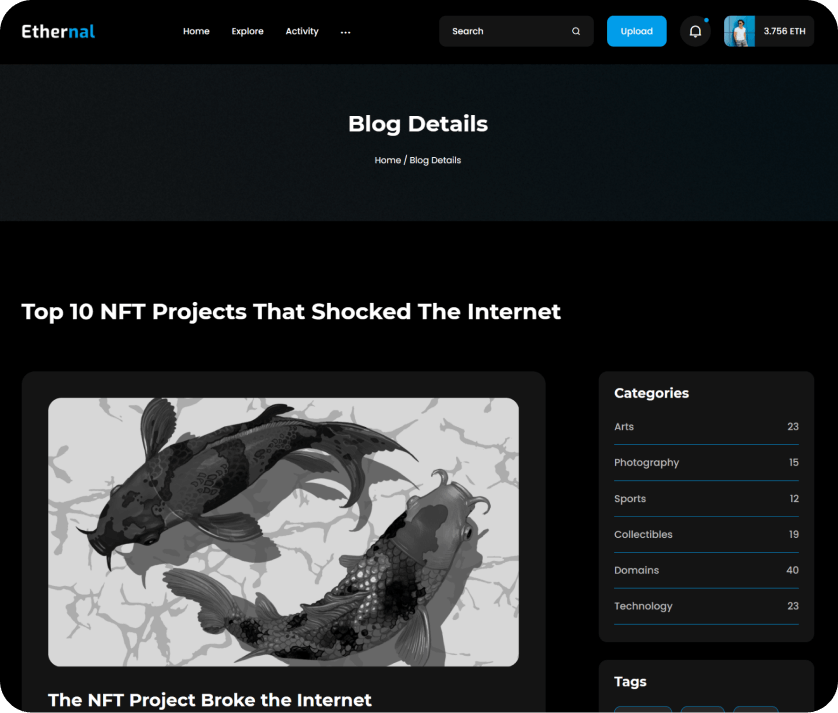 Ethernal
Home
Explore
Activity
...
Search
Upload
3.756 ETH
Blog Details
Home / Blog Details
Top 10 NFT Projects That Shocked The Internet
The NFT Project Broke the Internet
Categories
Arts 23
Photography 15
Sports 12
Collectibles 19
Domains 40
Technology 23
Tags